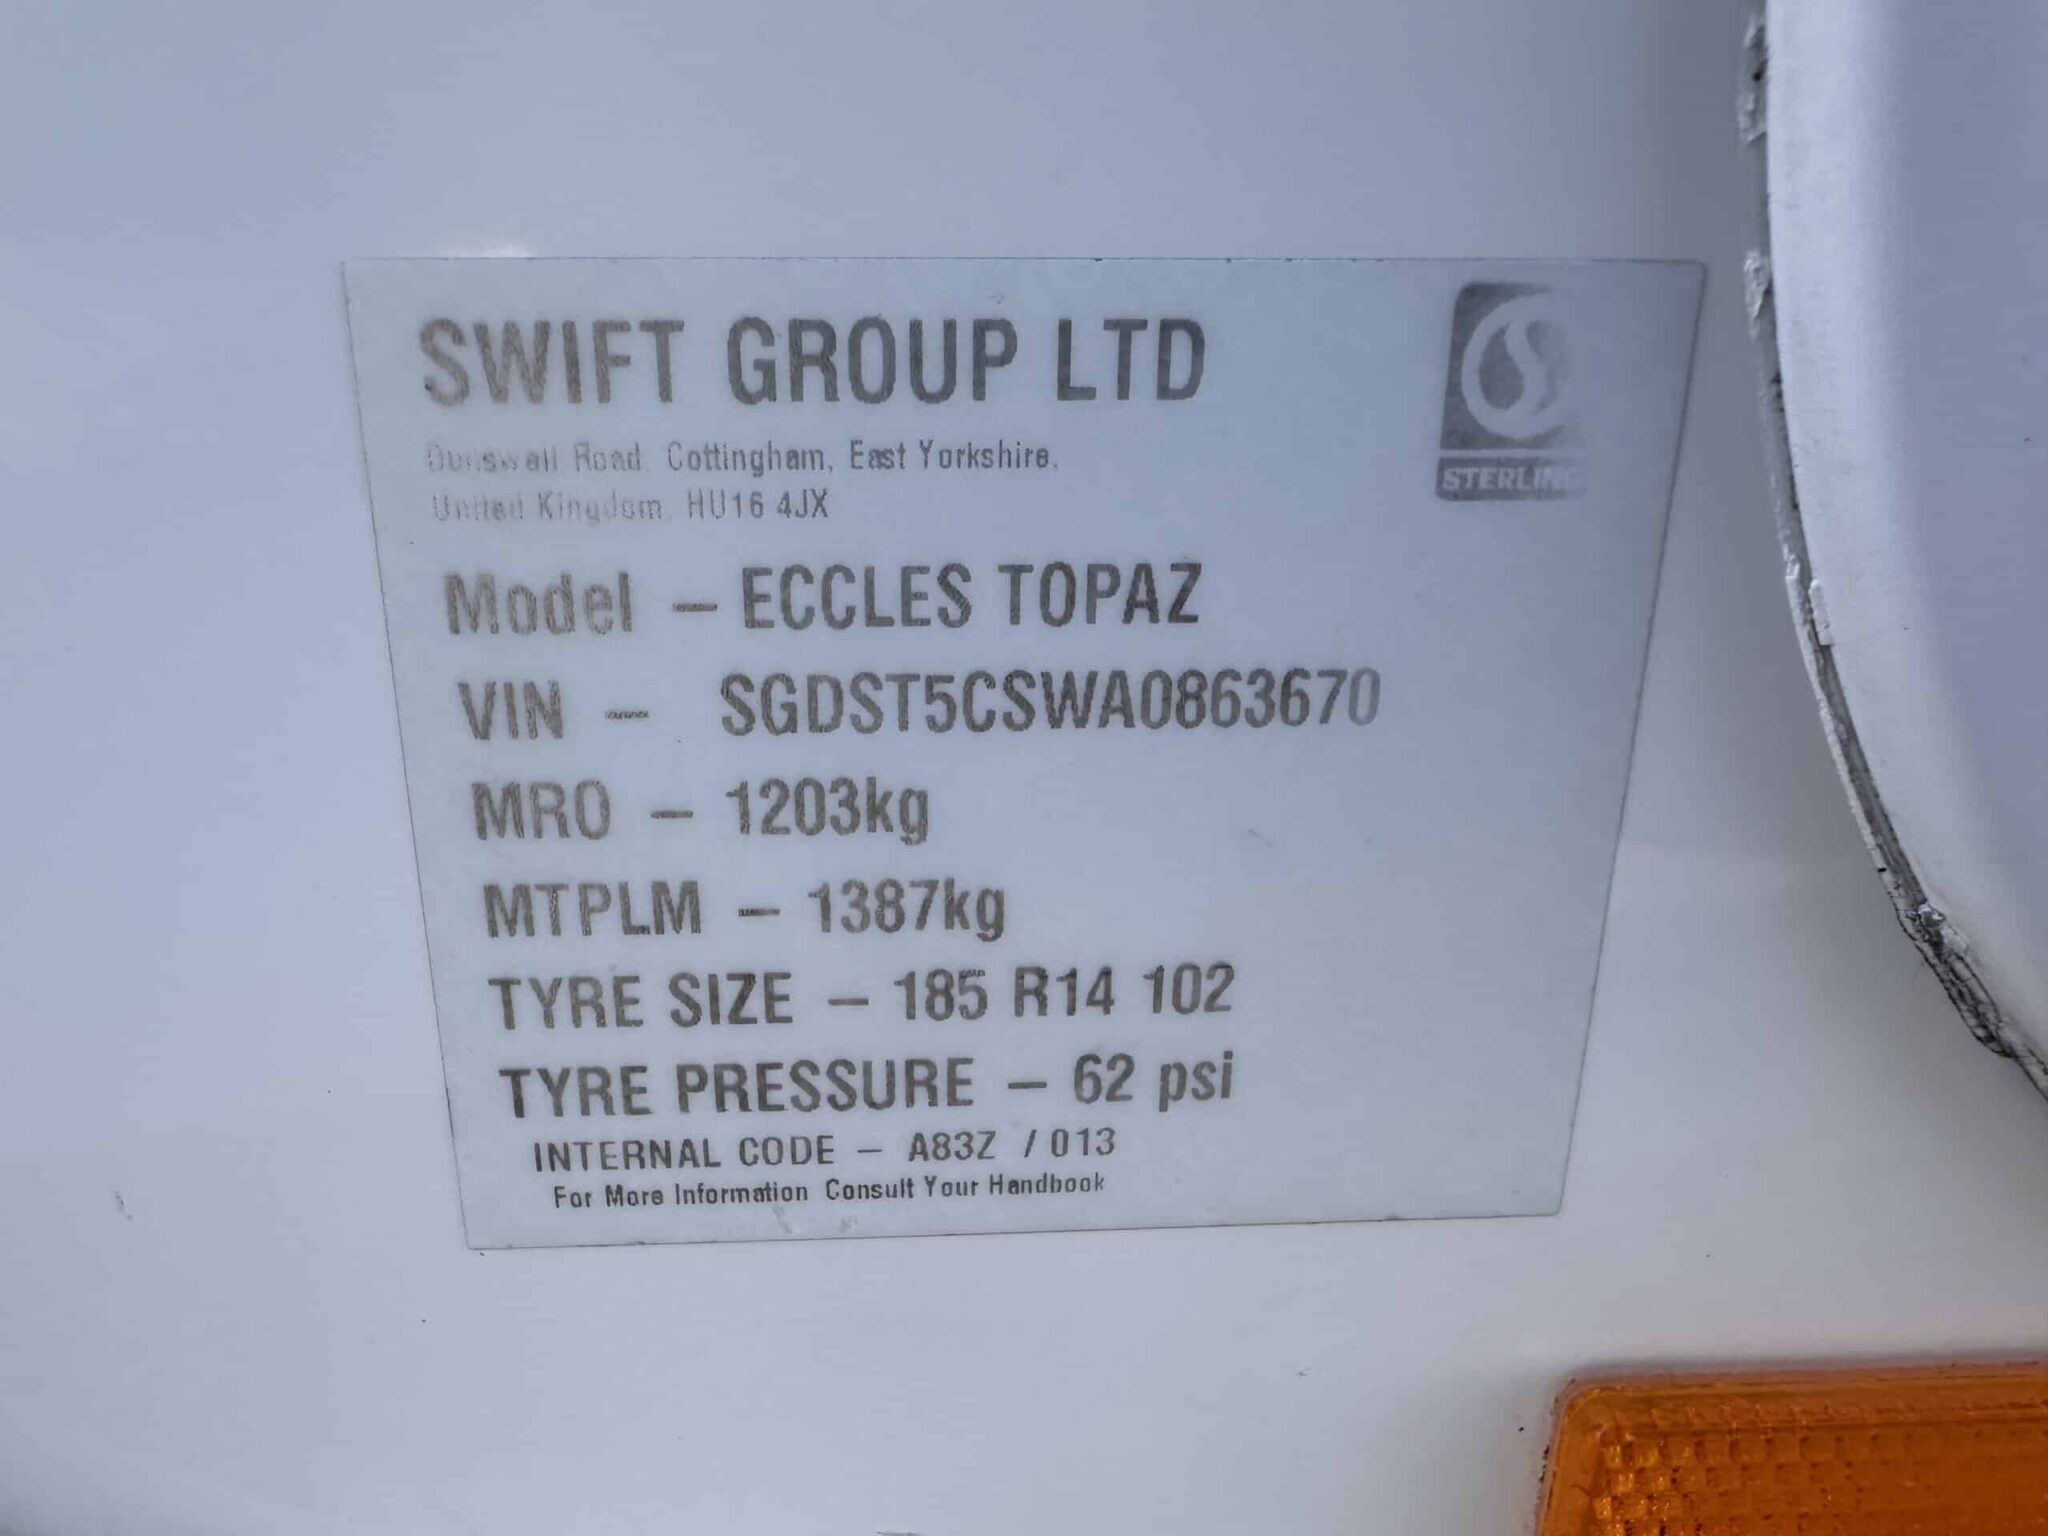 SWIFT GROUP LTD
Dunswell Road, Cottingham, East Yorkshire,
United Kingdom. HU16 4JX
STERLING
Model – ECCLES TOPAZ
VIN – SGDST5CSWA0863670
MRO – 1203kg
MTPLM – 1387kg
TYRE SIZE – 185 R14 102
TYRE PRESSURE – 62 psi
INTERNAL CODE – A83Z / 013
For More Information Consult Your Handbook